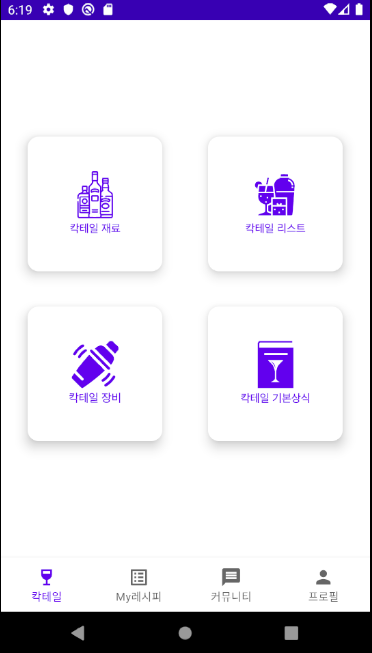 6:19
칵테일 재료
칵테일 리스트
칵테일 장비
칵테일 기본상식
칵테일
My레시피
커뮤니티
프로필